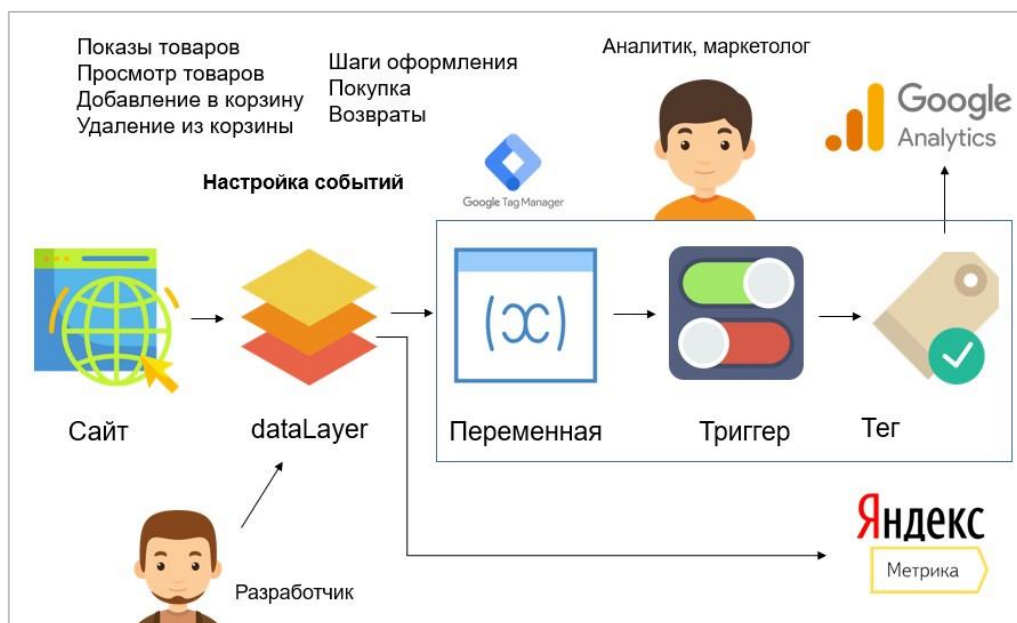 Показы товаров
Просмотр товаров
Добавление в корзину
Удаление из корзины
Шаги оформления
Покупка
Возвраты
Аналитик, маркетолог
Google
Analytics
Настройка событий
Google Tag Manager
(x)
Сайт
dataLayer
Переменная
Триггер
Тег
Разработчик
Яндекс
Метрика